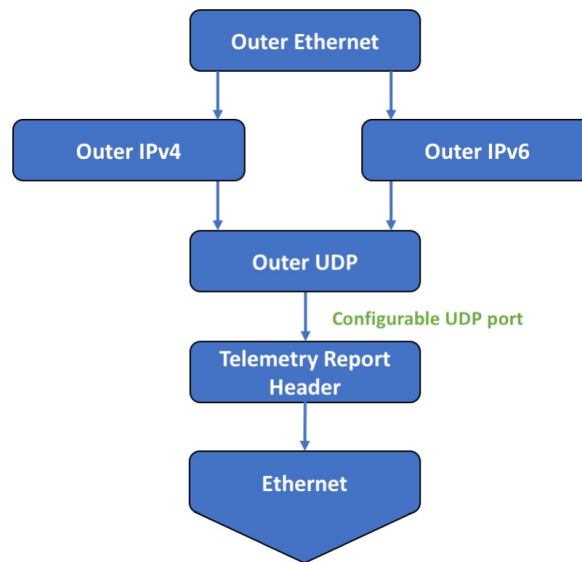 Outer Ethernet
Outer IPv4
Outer IPv6
Outer UDP
Configurable UDP port
Telemetry Report
Header
Ethernet